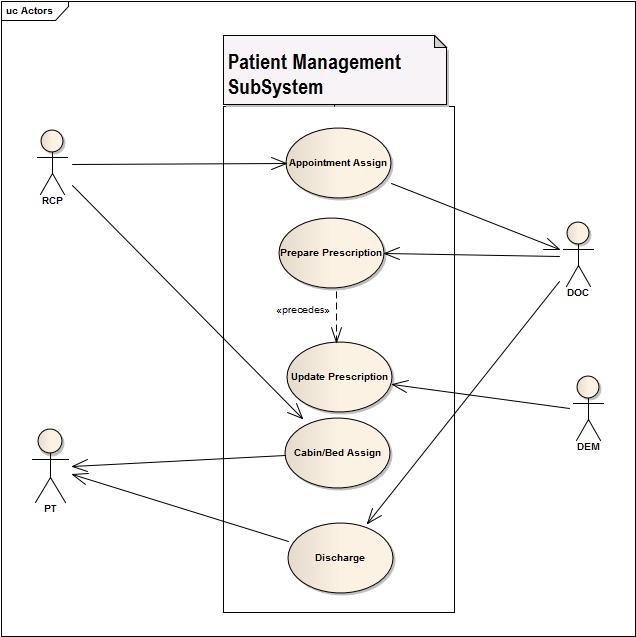 uc Actors
Patient Management
SubSystem
RCP
Appointment Assign
Prepare Prescription
DOC
«precedes»
Update Prescription
DEM
Cabin/Bed Assign
PT
Discharge